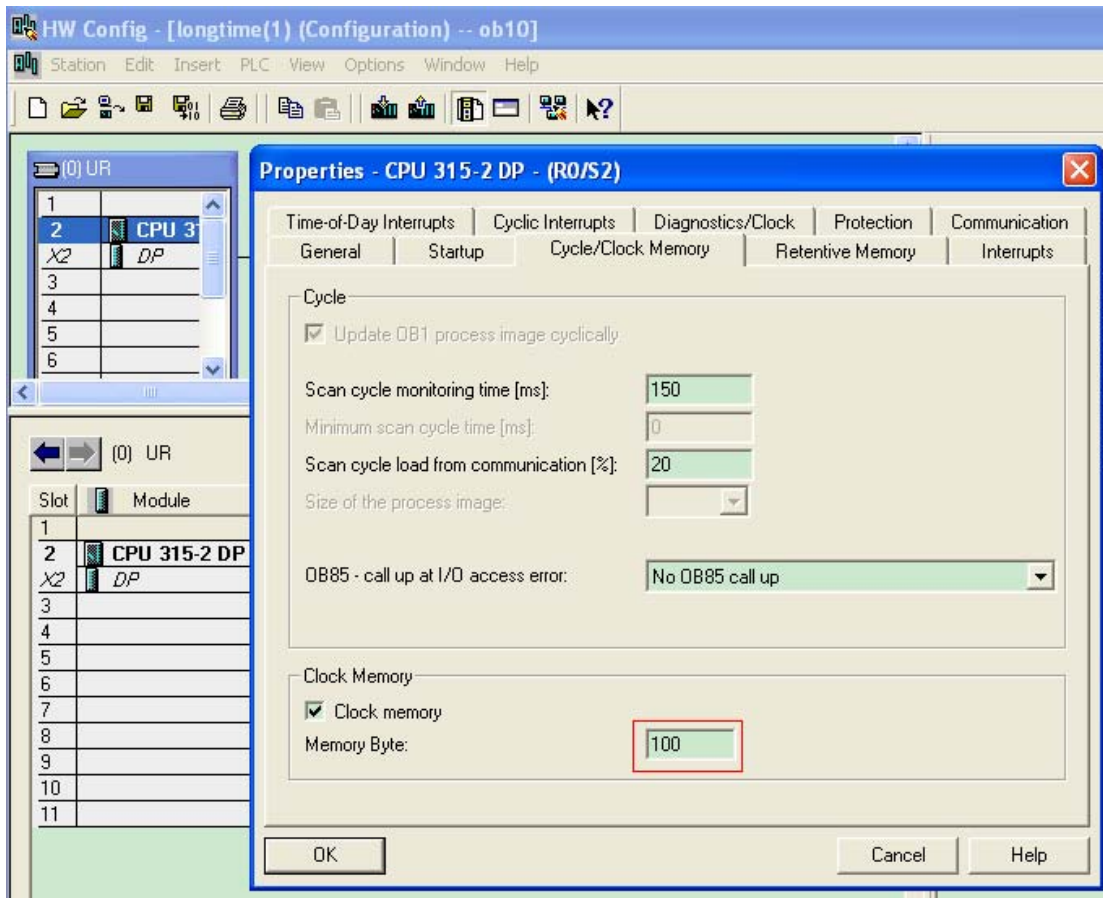 HW Config - [longtime(1) (Configuration) -- ob10]
Station Edit Insert PLC View Options Window Help
(0) UR
1
2 CPU 31
X2 DP
3
4
5
6
Properties - CPU 315-2 DP - (R0/S2)
Time-of-Day Interrupts Cyclic Interrupts Diagnostics/Clock Protection Communication
General Startup Cycle/Clock Memory Retentive Memory Interrupts
Cycle
Update OB1 process image cyclically
Scan cycle monitoring time [ms]: 150
Minimum scan cycle time [ms]: 0
Scan cycle load from communication [%]: 20
Size of the process image:
OB85 - call up at I/O access error: No OB85 call up
Clock Memory
Clock memory
Memory Byte: 100
OK Cancel Help
(0) UR
Slot Module
1
2 CPU 315-2 DP
X2 DP
3
4
5
6
7
8
9
10
11